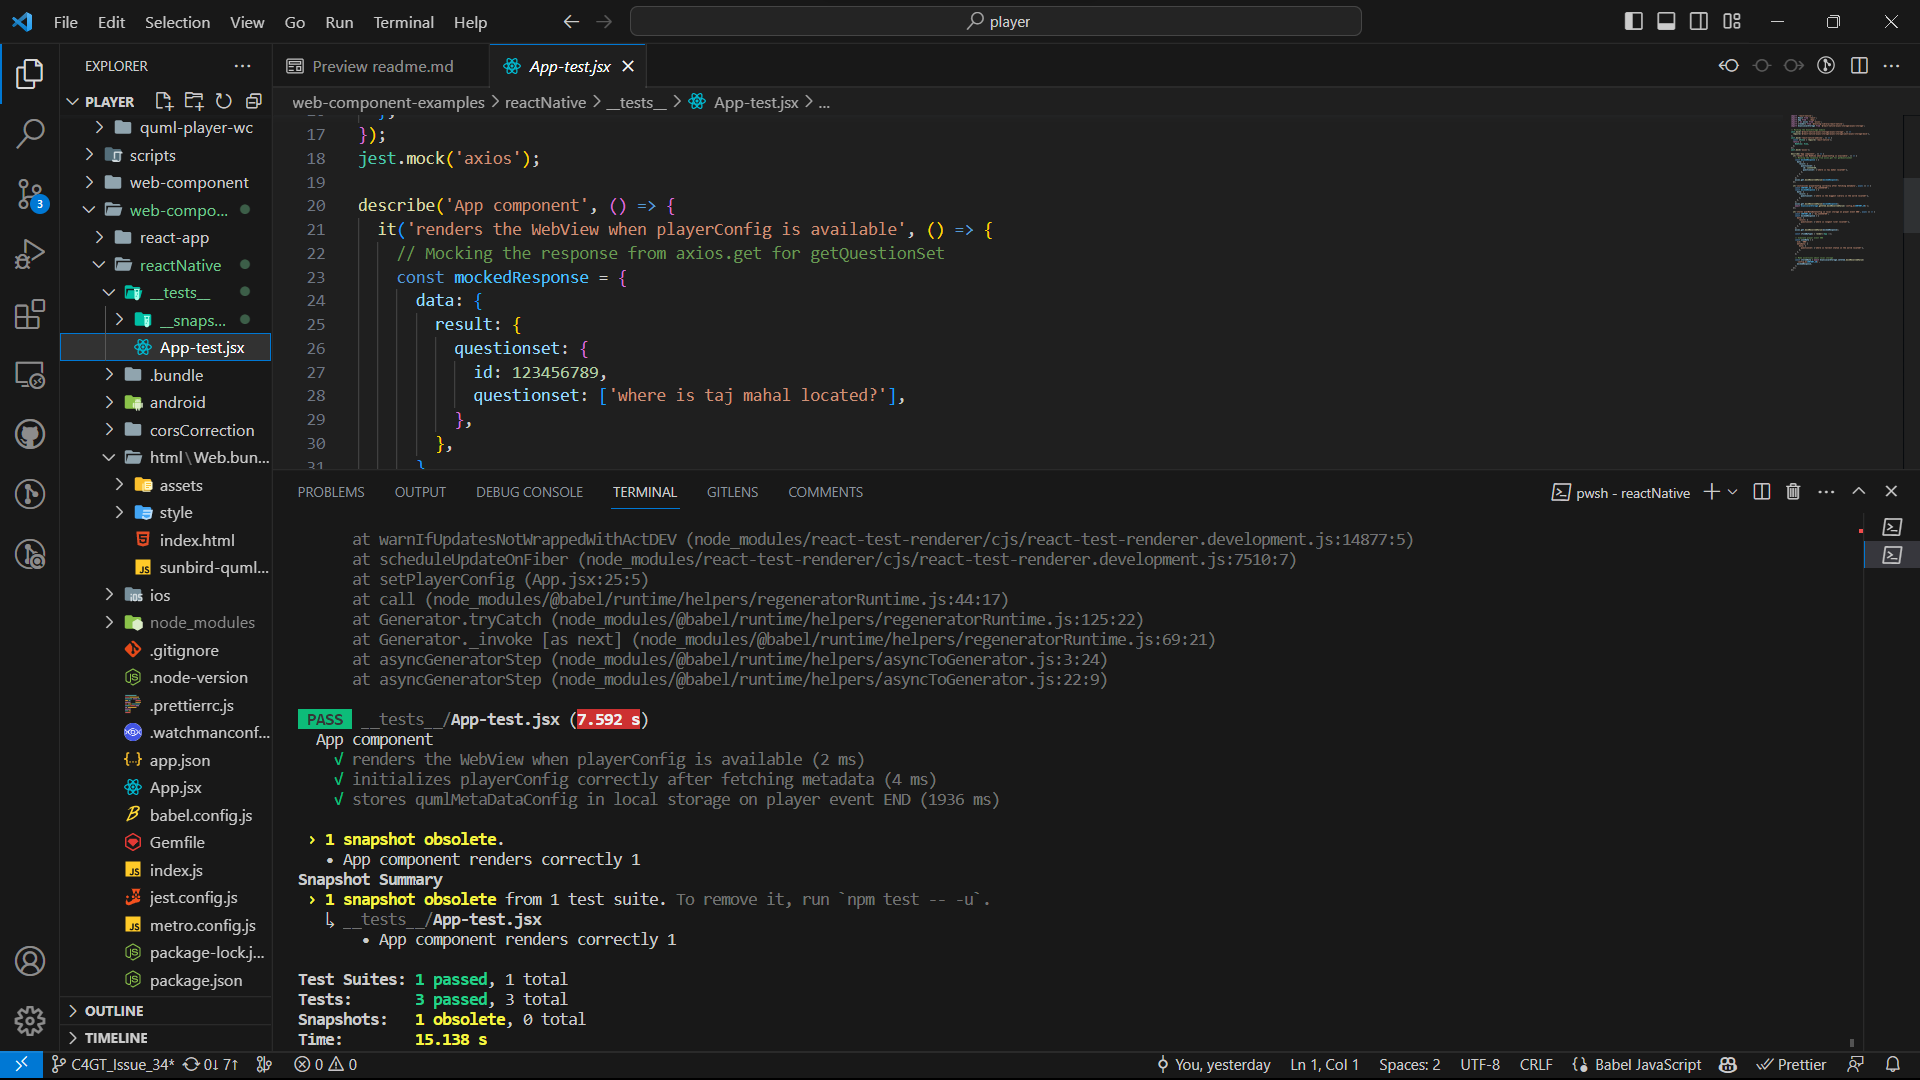 File Edit Selection View Go Run Terminal Help
player
EXPLORER
PLAYER
quml-player-wc
scripts
web-component
web-compo...
react-app
reactNative
__tests__
__snaps...
App-test.jsx
.bundle
android
corsCorrection
html\Web.bun...
assets
style
index.html
sunbird-quml...
ios
node_modules
.gitignore
.node-version
.prettierrc.js
.watchmanconf...
app.json
App.jsx
babel.config.js
Gemfile
index.js
jest.config.js
metro.config.js
package-lock.j...
package.json
OUTLINE
TIMELINE
3
Preview readme.md
App-test.jsx
web-component-examples > reactNative > __tests__ > App-test.jsx > ...
17 });
18 jest.mock('axios');
19
20 describe('App component', () => {
21 it('renders the WebView when playerConfig is available', () => {
22 // Mocking the response from axios.get for getQuestionSet
23 const mockedResponse = {
24 data: {
25 result: {
26 questionset: {
27 id: 123456789,
28 questionset: ['where is taj mahal located?'],
29 },
30 },
31 }
PROBLEMS OUTPUT DEBUG CONSOLE TERMINAL GITLENS COMMENTS
pwsh - reactNative
at warnIfUpdatesNotWrappedWithActDEV (node_modules/react-test-renderer/cjs/react-test-renderer.development.js:14877:5)
at scheduleUpdateOnFiber (node_modules/react-test-renderer/cjs/react-test-renderer.development.js:7510:7)
at setPlayerConfig (App.jsx:25:5)
at call (node_modules/@babel/runtime/helpers/regeneratorRuntime.js:44:17)
at Generator.tryCatch (node_modules/@babel/runtime/helpers/regeneratorRuntime.js:125:22)
at Generator._invoke [as next] (node_modules/@babel/runtime/helpers/regeneratorRuntime.js:69:21)
at asyncGeneratorStep (node_modules/@babel/runtime/helpers/asyncToGenerator.js:3:24)
at asyncGeneratorStep (node_modules/@babel/runtime/helpers/asyncToGenerator.js:22:9)
PASS __tests__/App-test.jsx (7.592 s)
App component
√ renders the WebView when playerConfig is available (2 ms)
√ initializes playerConfig correctly after fetching metadata (4 ms)
√ stores qumlMetaDataConfig in local storage on player event END (1936 ms)
› 1 snapshot obsolete.
• App component renders correctly 1
Snapshot Summary
› 1 snapshot obsolete from 1 test suite. To remove it, run `npm test -- -u`.
↳ __tests__/App-test.jsx
• App component renders correctly 1
Test Suites: 1 passed, 1 total
Tests: 3 passed, 3 total
Snapshots: 1 obsolete, 0 total
Time: 15.138 s
C4GT_Issue_34* 0↓ 7↑ 0 0 You, yesterday Ln 1, Col 1 Spaces: 2 UTF-8 CRLF Babel JavaScript Prettier